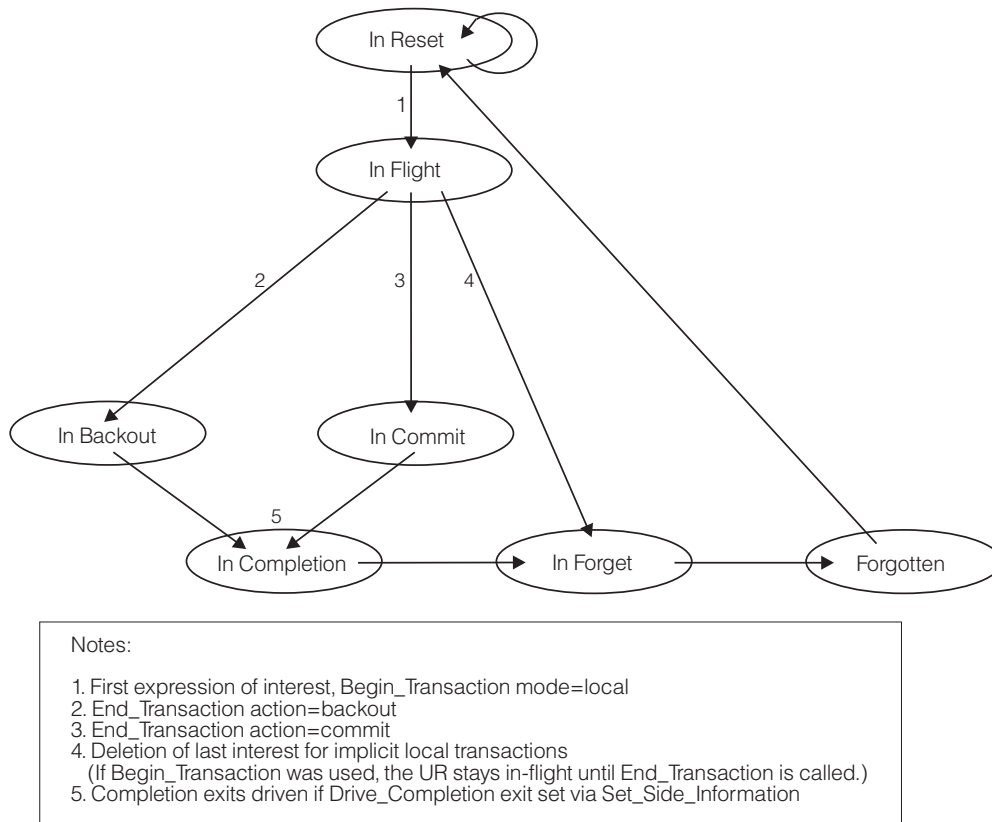 In Reset
1
In Flight
2
3
4
In Backout
In Commit
5
In Completion
In Forget
Forgotten
Notes:
1. First expression of interest, Begin_Transaction mode=local
2. End_Transaction action=backout
3. End_Transaction action=commit
4. Deletion of last interest for implicit local transactions
(If Begin_Transaction was used, the UR stays in-flight until End_Transaction is called.)
5. Completion exits driven if Drive_Completion exit set via Set_Side_Information